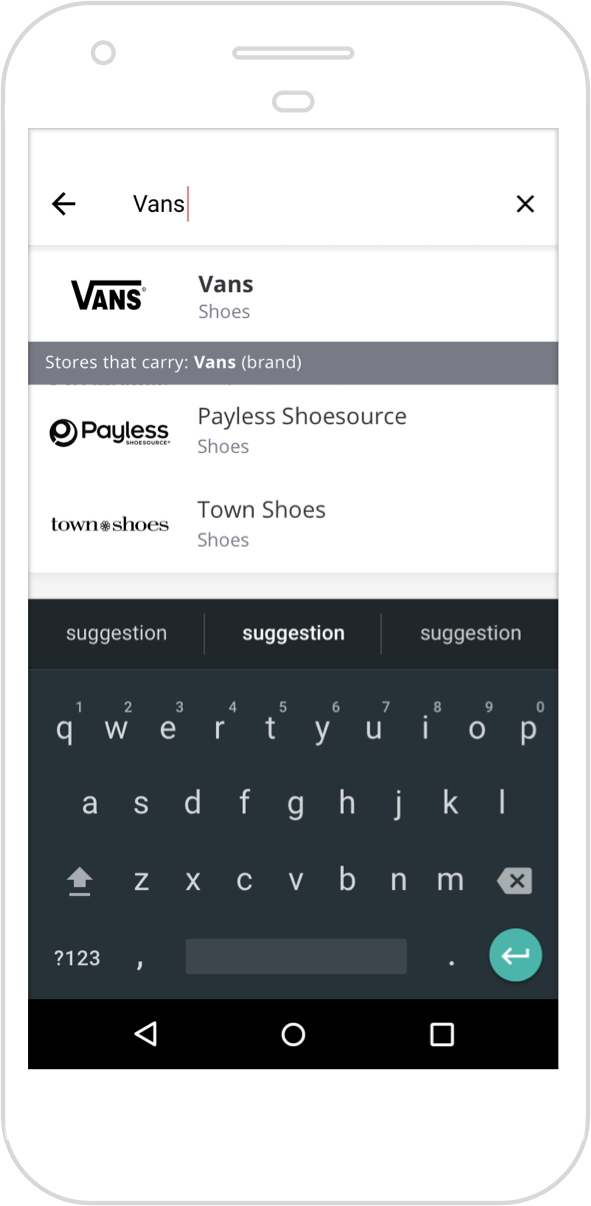 Vans
VANS®
Vans
Shoes
Stores that carry: Vans (brand)
Payless
SHOESOURCE®
Payless Shoesource
Shoes
town shoes
Town Shoes
Shoes
suggestion suggestion suggestion
1 2 3 4 5 6 7 8 9 0
q w e r t y u i o p
a s d f g h j k l
z x c v b n m
?123 , .